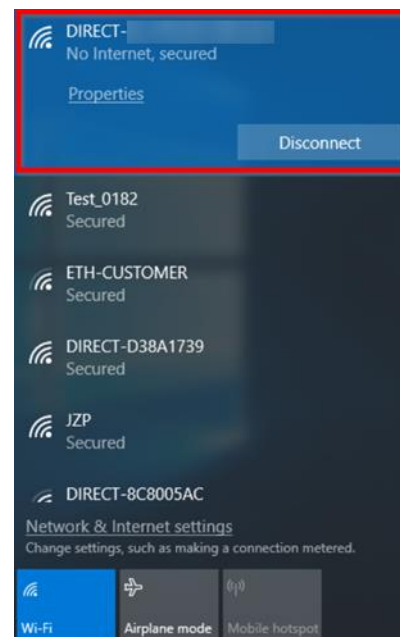 DIRECT-
No Internet, secured
Properties
Disconnect
Test_0182
Secured
ETH-CUSTOMER
Secured
DIRECT-D38A1739
Secured
JZP
Secured
DIRECT-8C8005AC
Network & Internet settings
Change settings, such as making a connection metered.
Wi-Fi
Airplane mode
Mobile hotspot